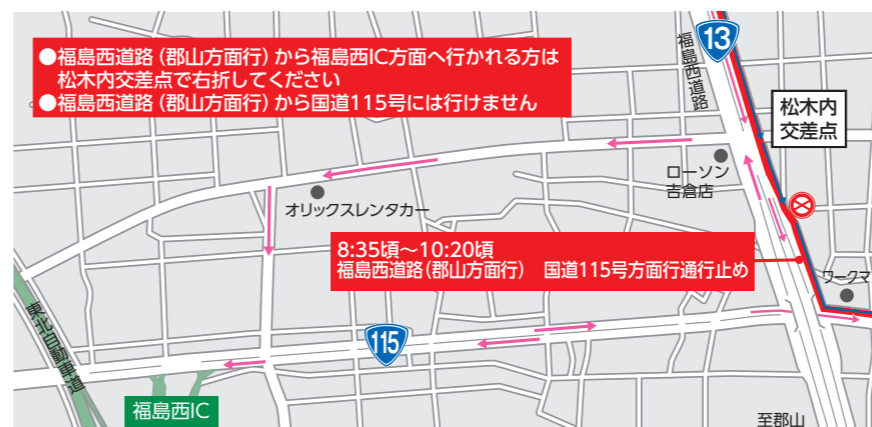 ●福島西道路(郡山方面行)から福島西IC方面へ行かれる方は
松木内交差点で右折してください
●福島西道路(郡山方面行)から国道115号には行けません
13
福島西道路
松木内
交差点
ローソン
吉倉店
オリックスレンタカー
8:35頃〜10:20頃
福島西道路(郡山方面行) 国道115号方面行通行止め
ワークマ
東北自動車道
115
福島西IC
至郡山